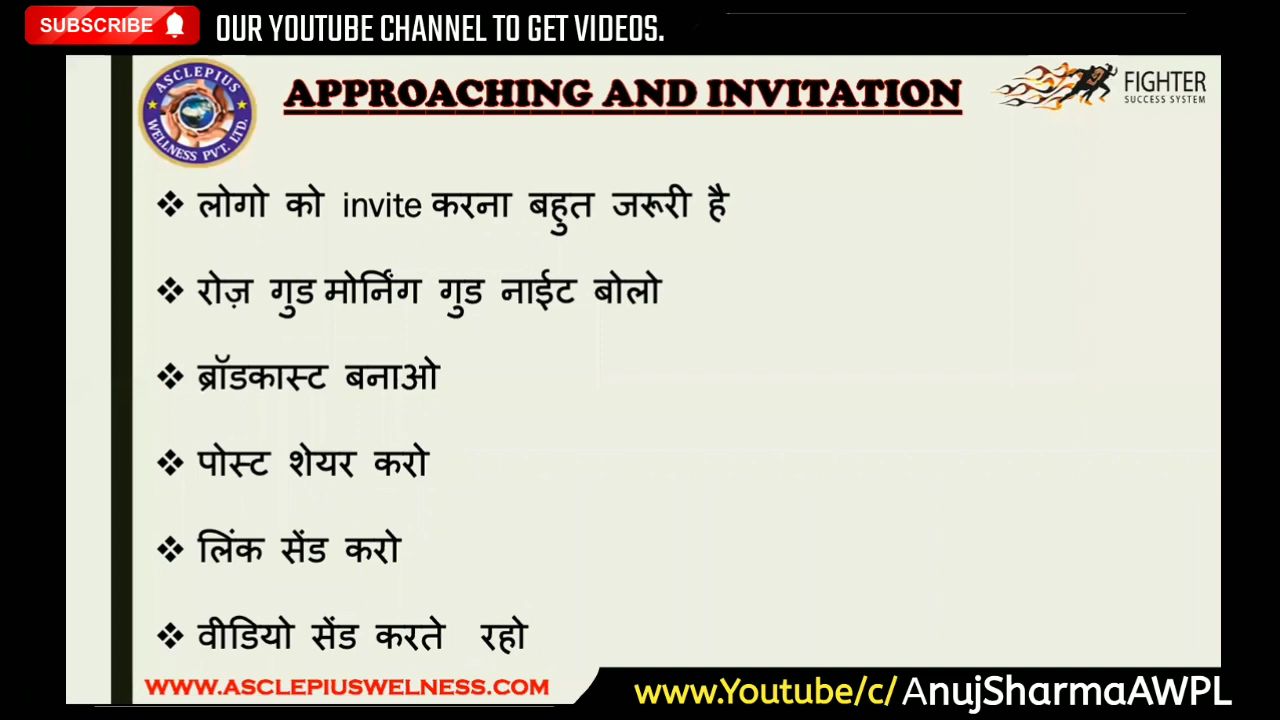 SUBSCRIBE OUR YOUTUBE CHANNEL TO GET VIDEOS.
ASCLEPIUS WELLNESS PVT. LTD.
APPROACHING AND INVITATION
FIGHTER
SUCCESS SYSTEM
❖ लोगो को invite करना बहुत जरूरी है
❖ रोज़ गुड मोर्निंग गुड नाईट बोलो
❖ ब्रॉडकास्ट बनाओ
❖ पोस्ट शेयर करो
❖ लिंक सेंड करो
❖ वीडियो सेंड करते रहो
WWW.ASCLEPIUSWELNESS.COM
www.Youtube/c/ AnujSharmaAWPL